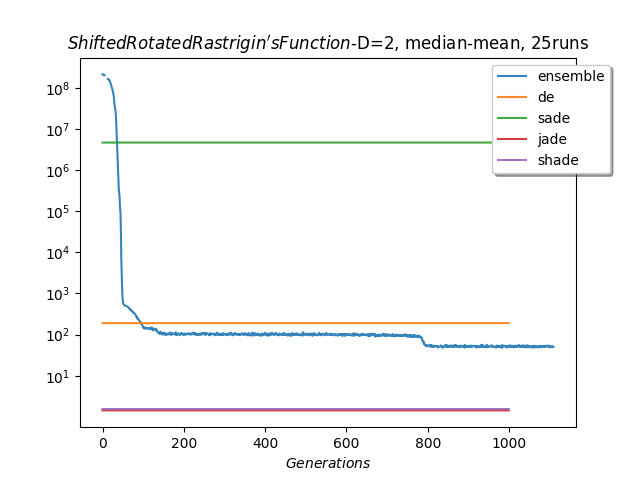 ShiftedRotatedRastrigin'sFunction-D=2, median-mean, 25runs
ensemble
de
sade
jade
shade
10^8
10^7
10^6
10^5
10^4
10^3
10^2
10^1
0 200 400 600 800 1000
Generations